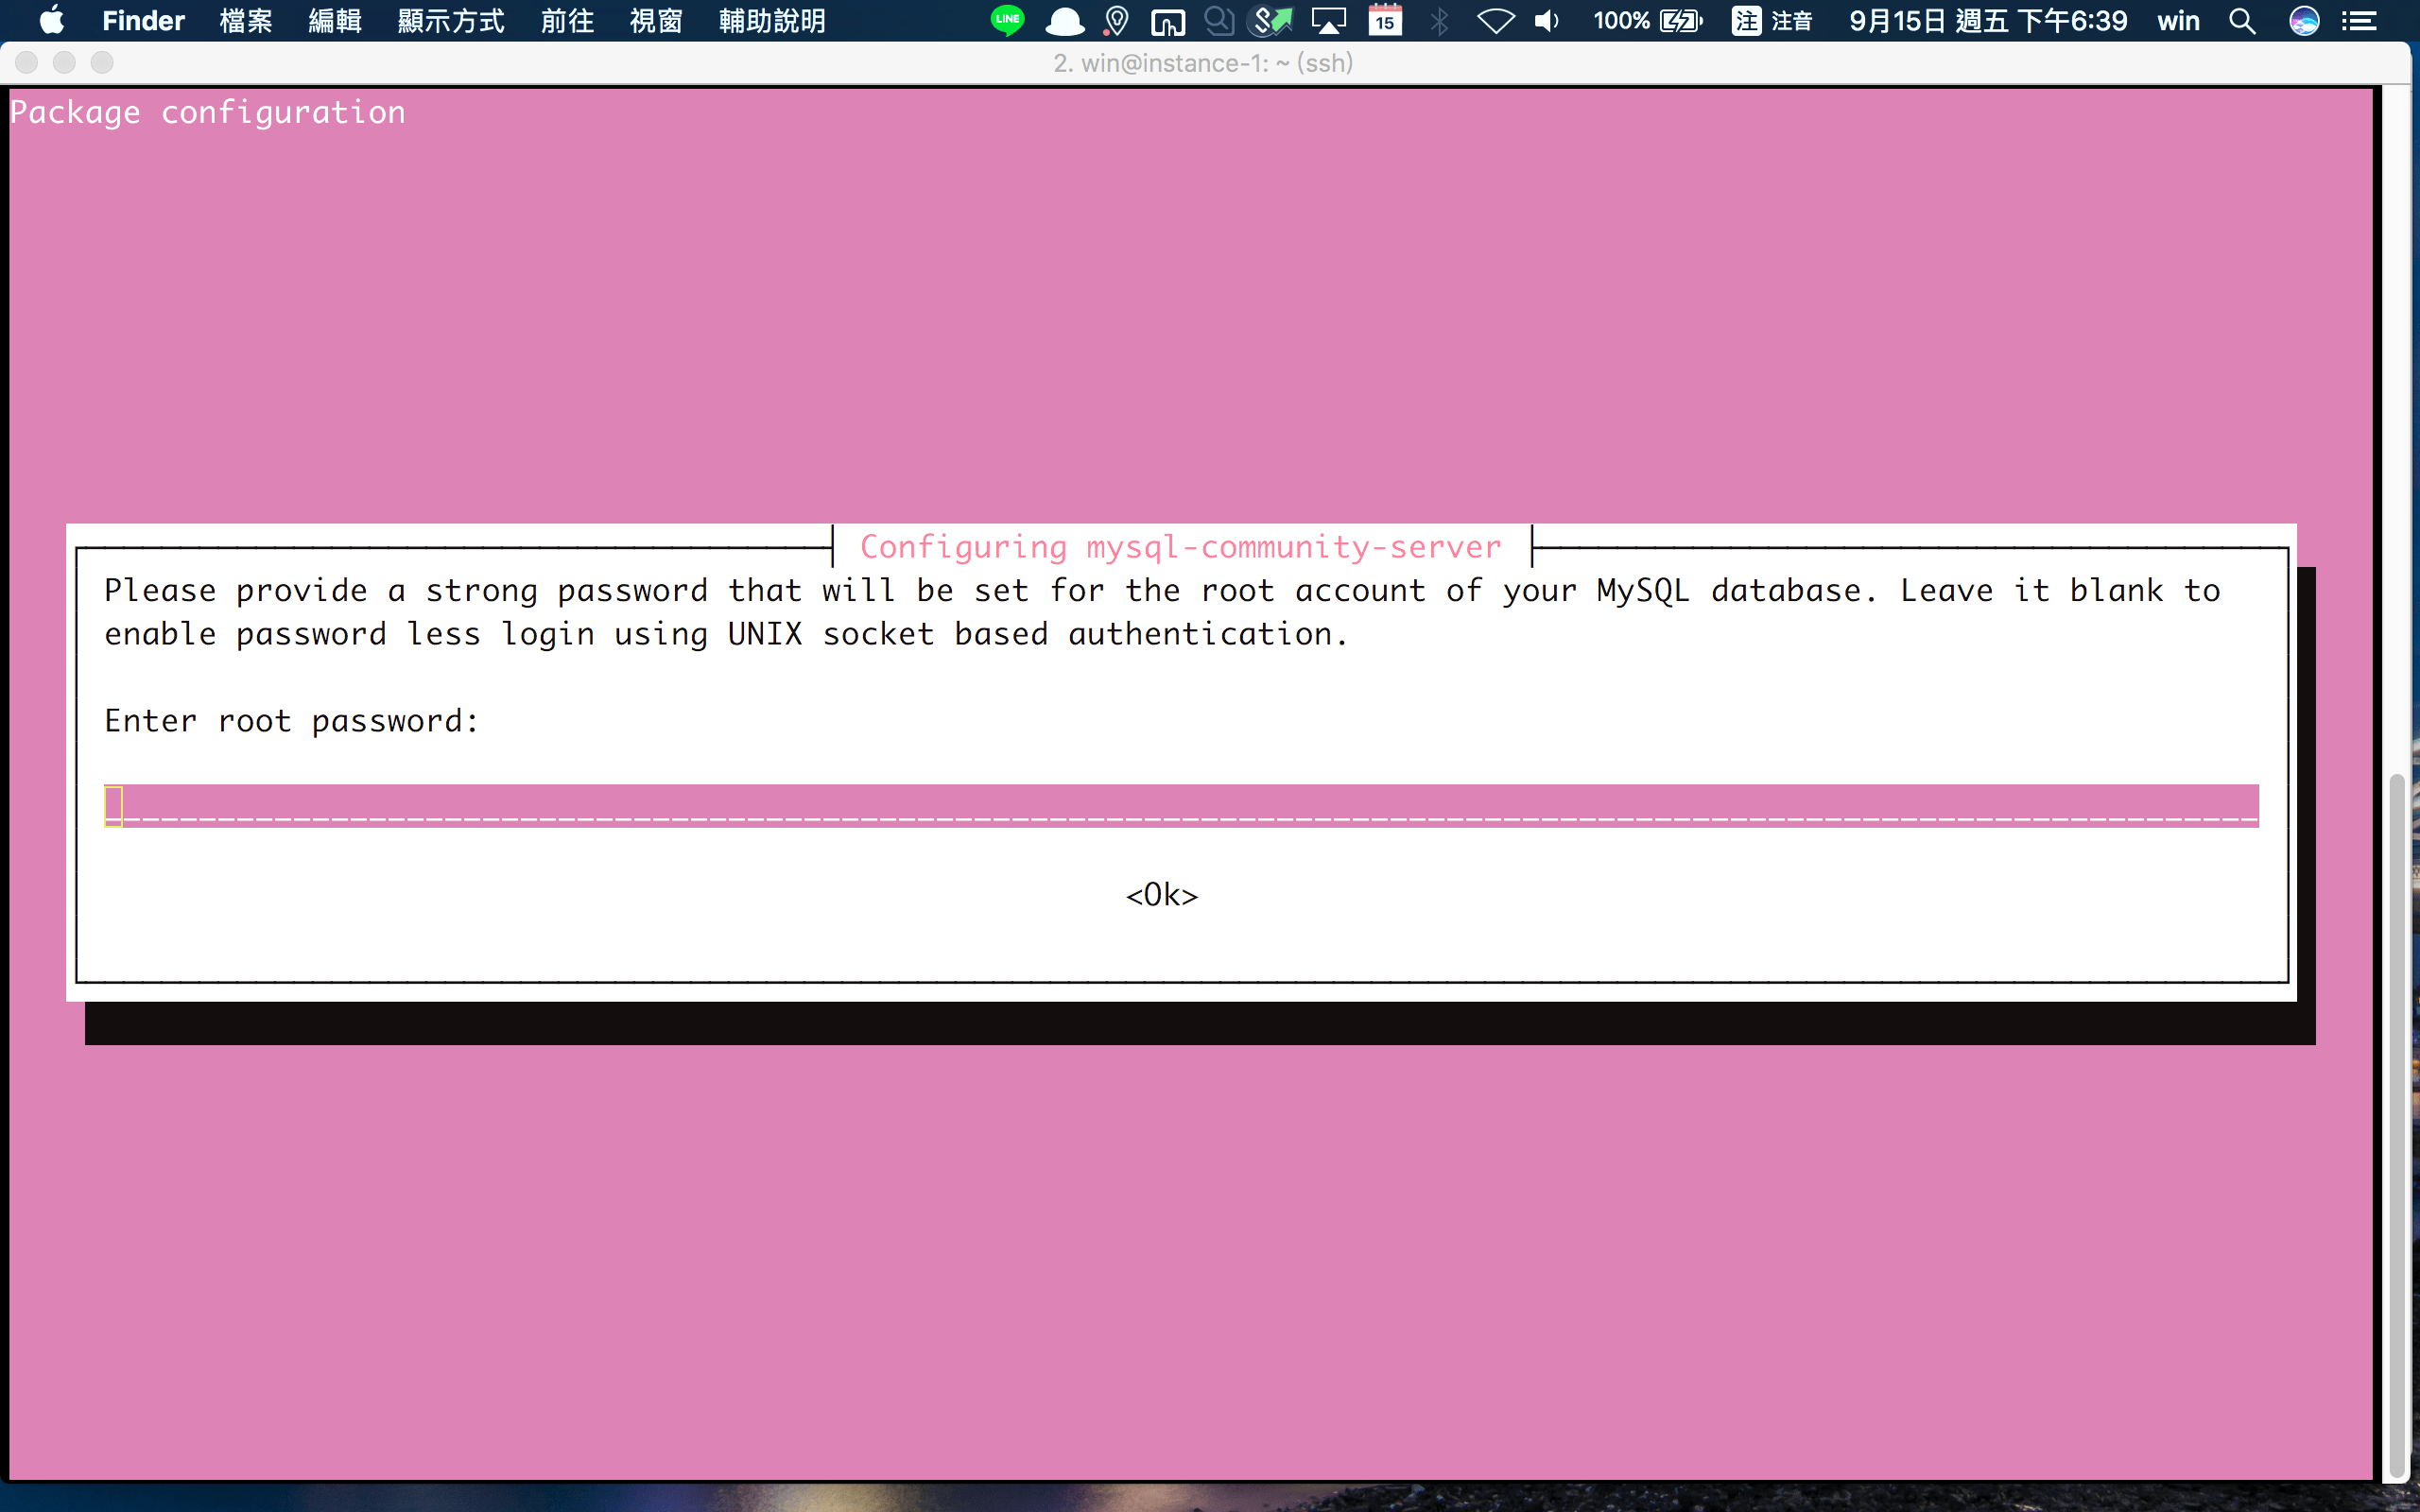 Finder 檔案 編輯 顯示方式 前往 視窗 輔助說明 LINE 15 100% 注 注音 9月15日 週五 下午6:39 win
2. win@instance-1: ~ (ssh)
Package configuration
Configuring mysql-community-server
Please provide a strong password that will be set for the root account of your MySQL database. Leave it blank to
enable password less login using UNIX socket based authentication.
Enter root password:
<Ok>